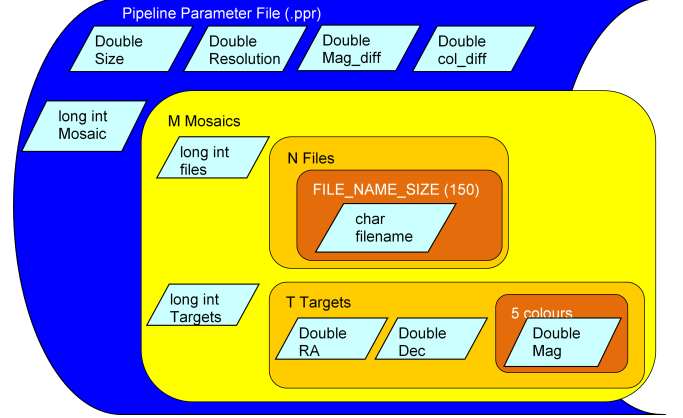 Pipeline Parameter File (.ppr)
Double
Size
Double
Resolution
Double
Mag_diff
Double
col_diff
long int
Mosaic
M Mosaics
long int
files
N Files
FILE_NAME_SIZE (150)
char
filename
long int
Targets
T Targets
Double
RA
Double
Dec
5 colours
Double
Mag